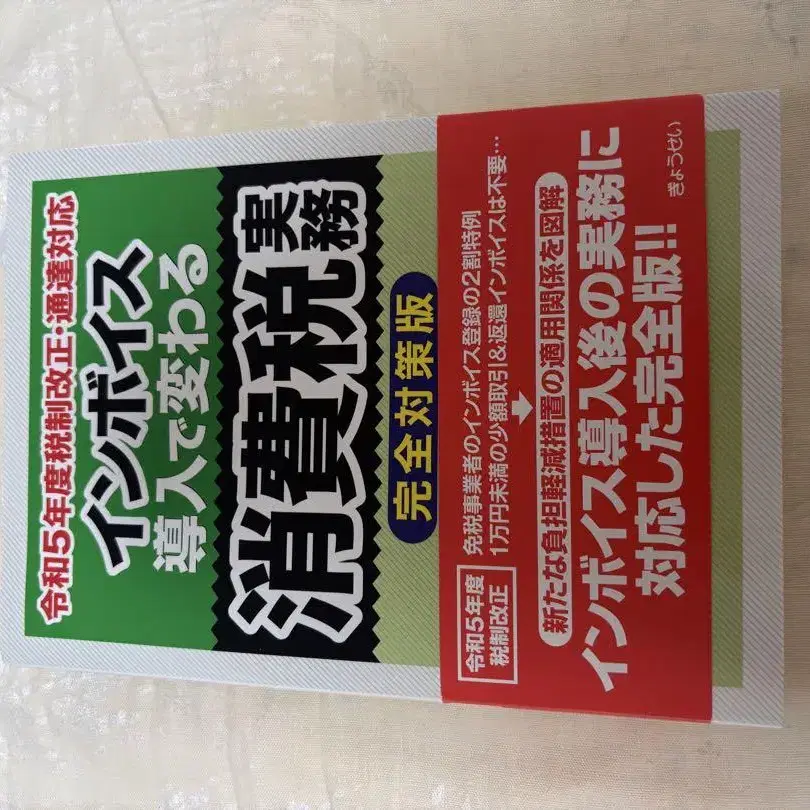 令和5年度税制改正・通達対応
インボイス
導入で変わる
消費税実務
完全対策版
令和5年度
税制改正
免税事業者のインボイス登録の2割特例
1万円未満の少額取引&返還インボイスは不要…
新たな負担軽減措置の適用関係を図解
インボイス導入後の実務に
対応した完全版!!
ぎょうせい